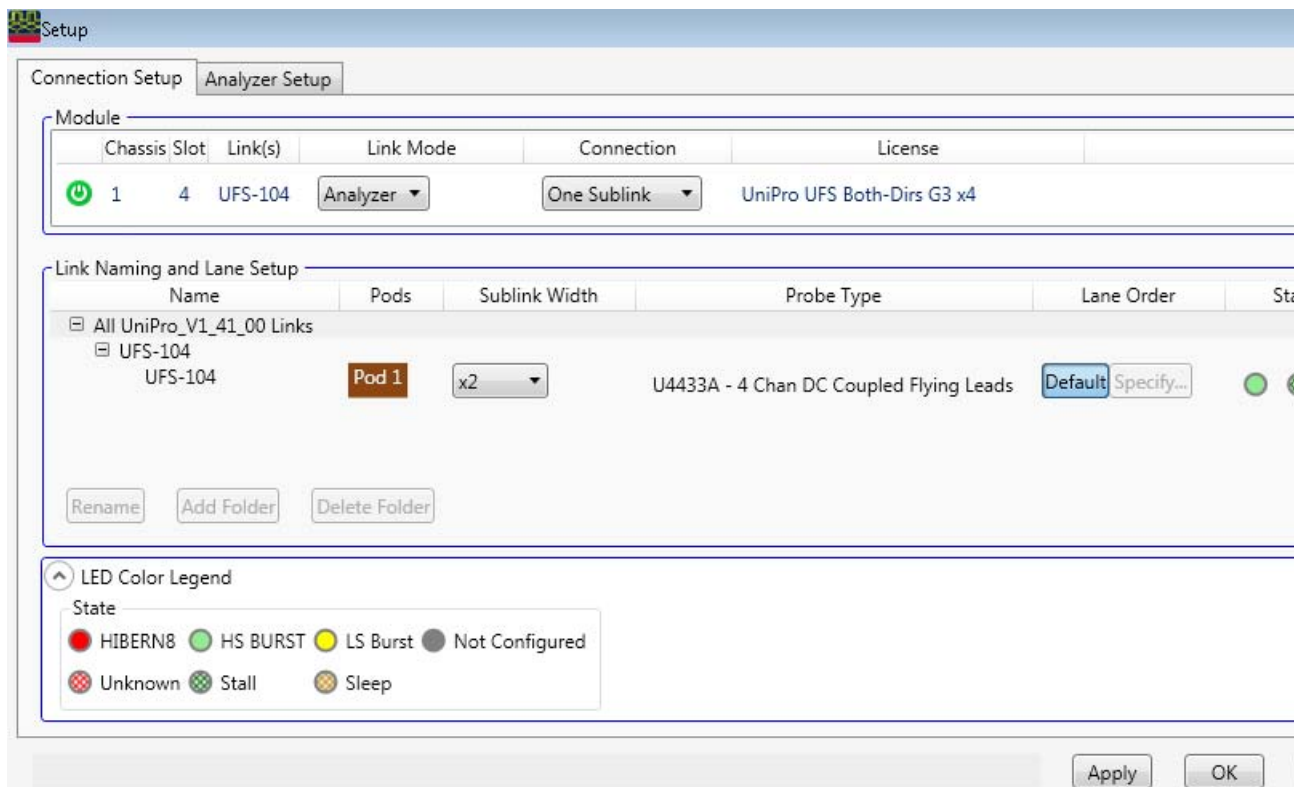 Setup
Connection Setup Analyzer Setup
Module
Chassis Slot Link(s) Link Mode Connection License
1 4 UFS-104 Analyzer One Sublink UniPro UFS Both-Dirs G3 x4
Link Naming and Lane Setup
Name Pods Sublink Width Probe Type Lane Order Sta
All UniPro_V1_41_00 Links
UFS-104
UFS-104 Pod 1 x2 U4433A - 4 Chan DC Coupled Flying Leads Default Specify...
Rename Add Folder Delete Folder
LED Color Legend
State
HIBERN8 HS BURST LS Burst Not Configured
Unknown Stall Sleep
Apply OK